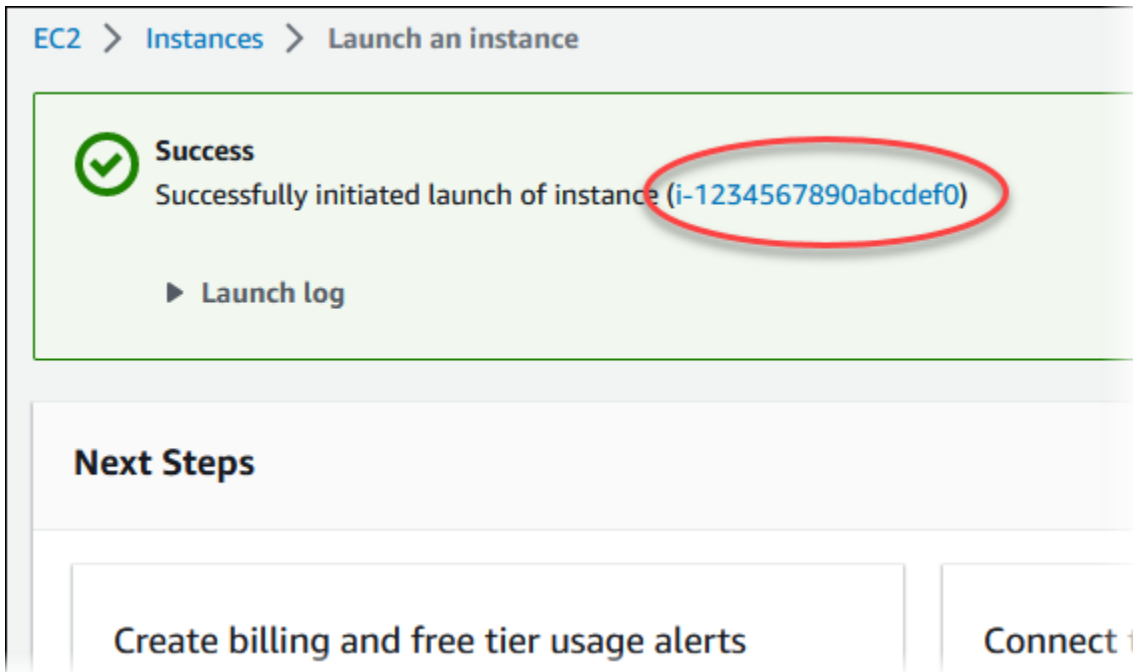 EC2 > Instances > Launch an instance
Success
Successfully initiated launch of instance (i-1234567890abcdef0)
Launch log
Next Steps
Create billing and free tier usage alerts
Connect